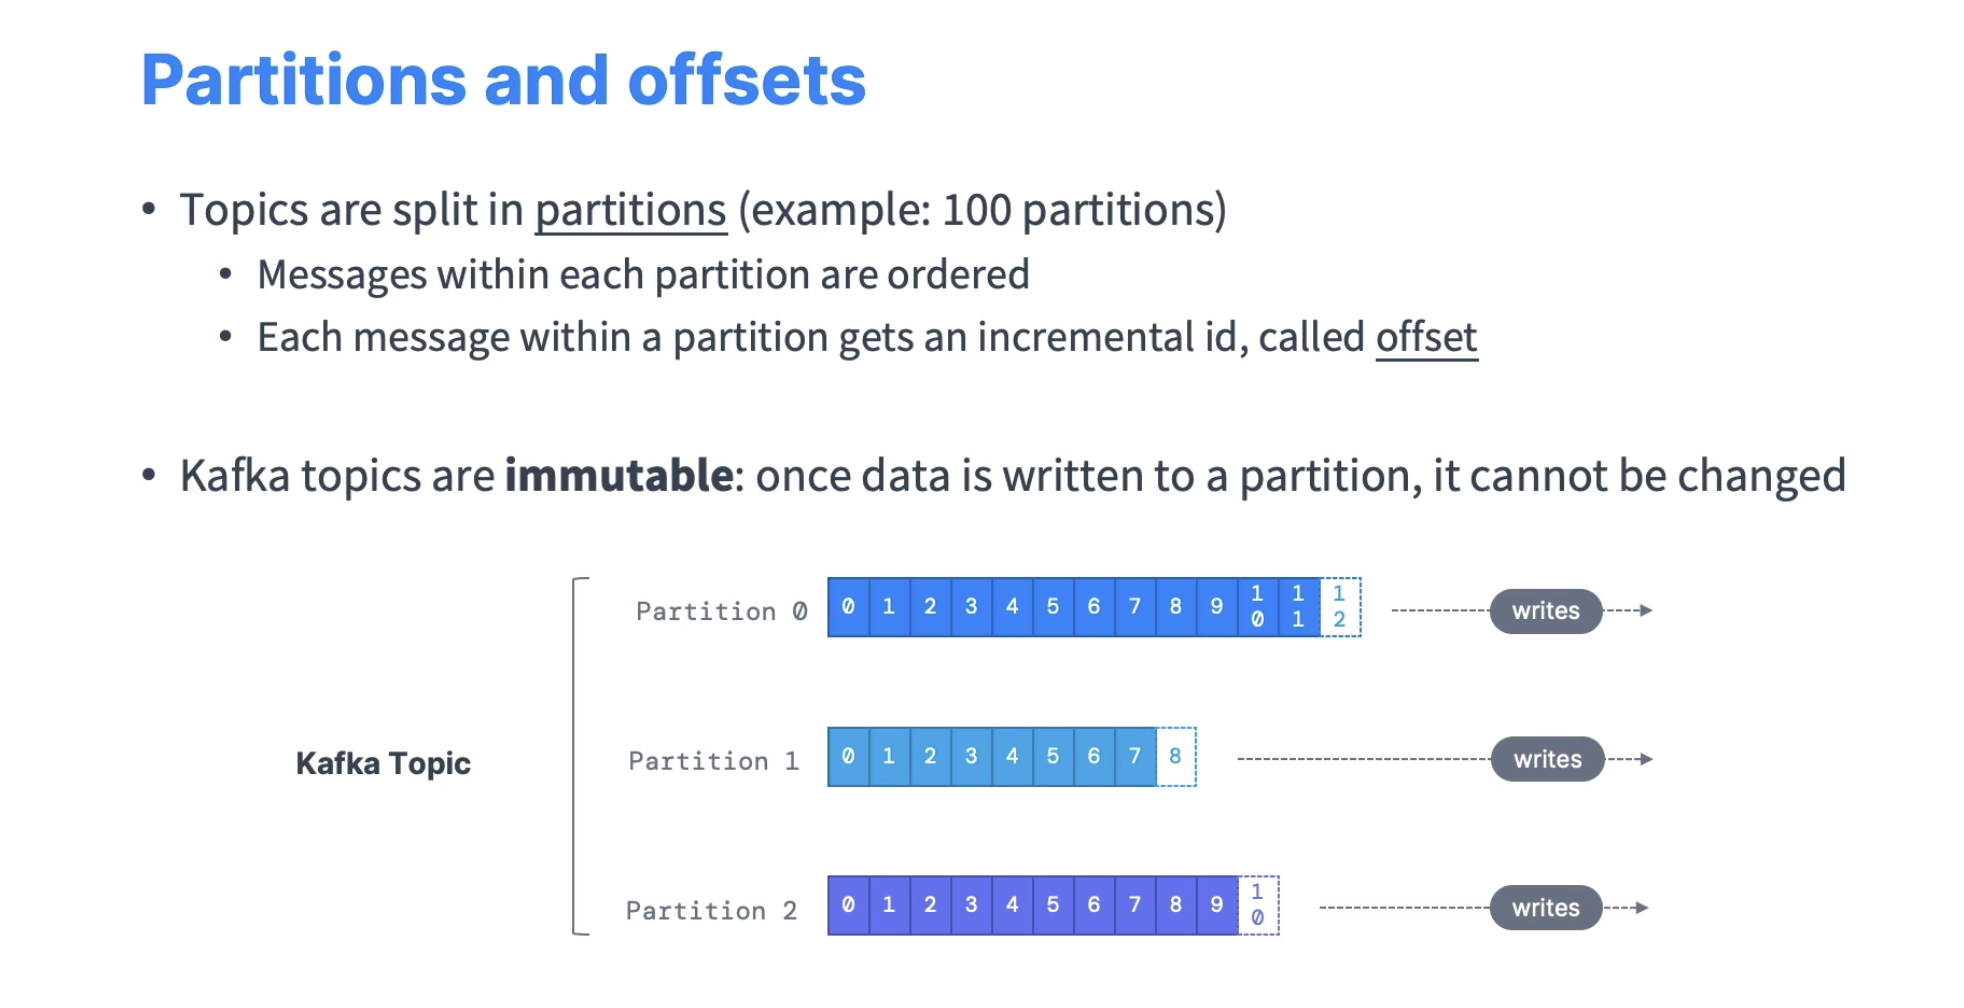 Partitions and offsets
• Topics are split in partitions (example: 100 partitions)
• Messages within each partition are ordered
• Each message within a partition gets an incremental id, called offset
• Kafka topics are immutable: once data is written to a partition, it cannot be changed
Partition 0 0 1 2 3 4 5 6 7 8 9 10 11 12 writes
Kafka Topic
Partition 1 0 1 2 3 4 5 6 7 8 writes
Partition 2 0 1 2 3 4 5 6 7 8 9 10 writes